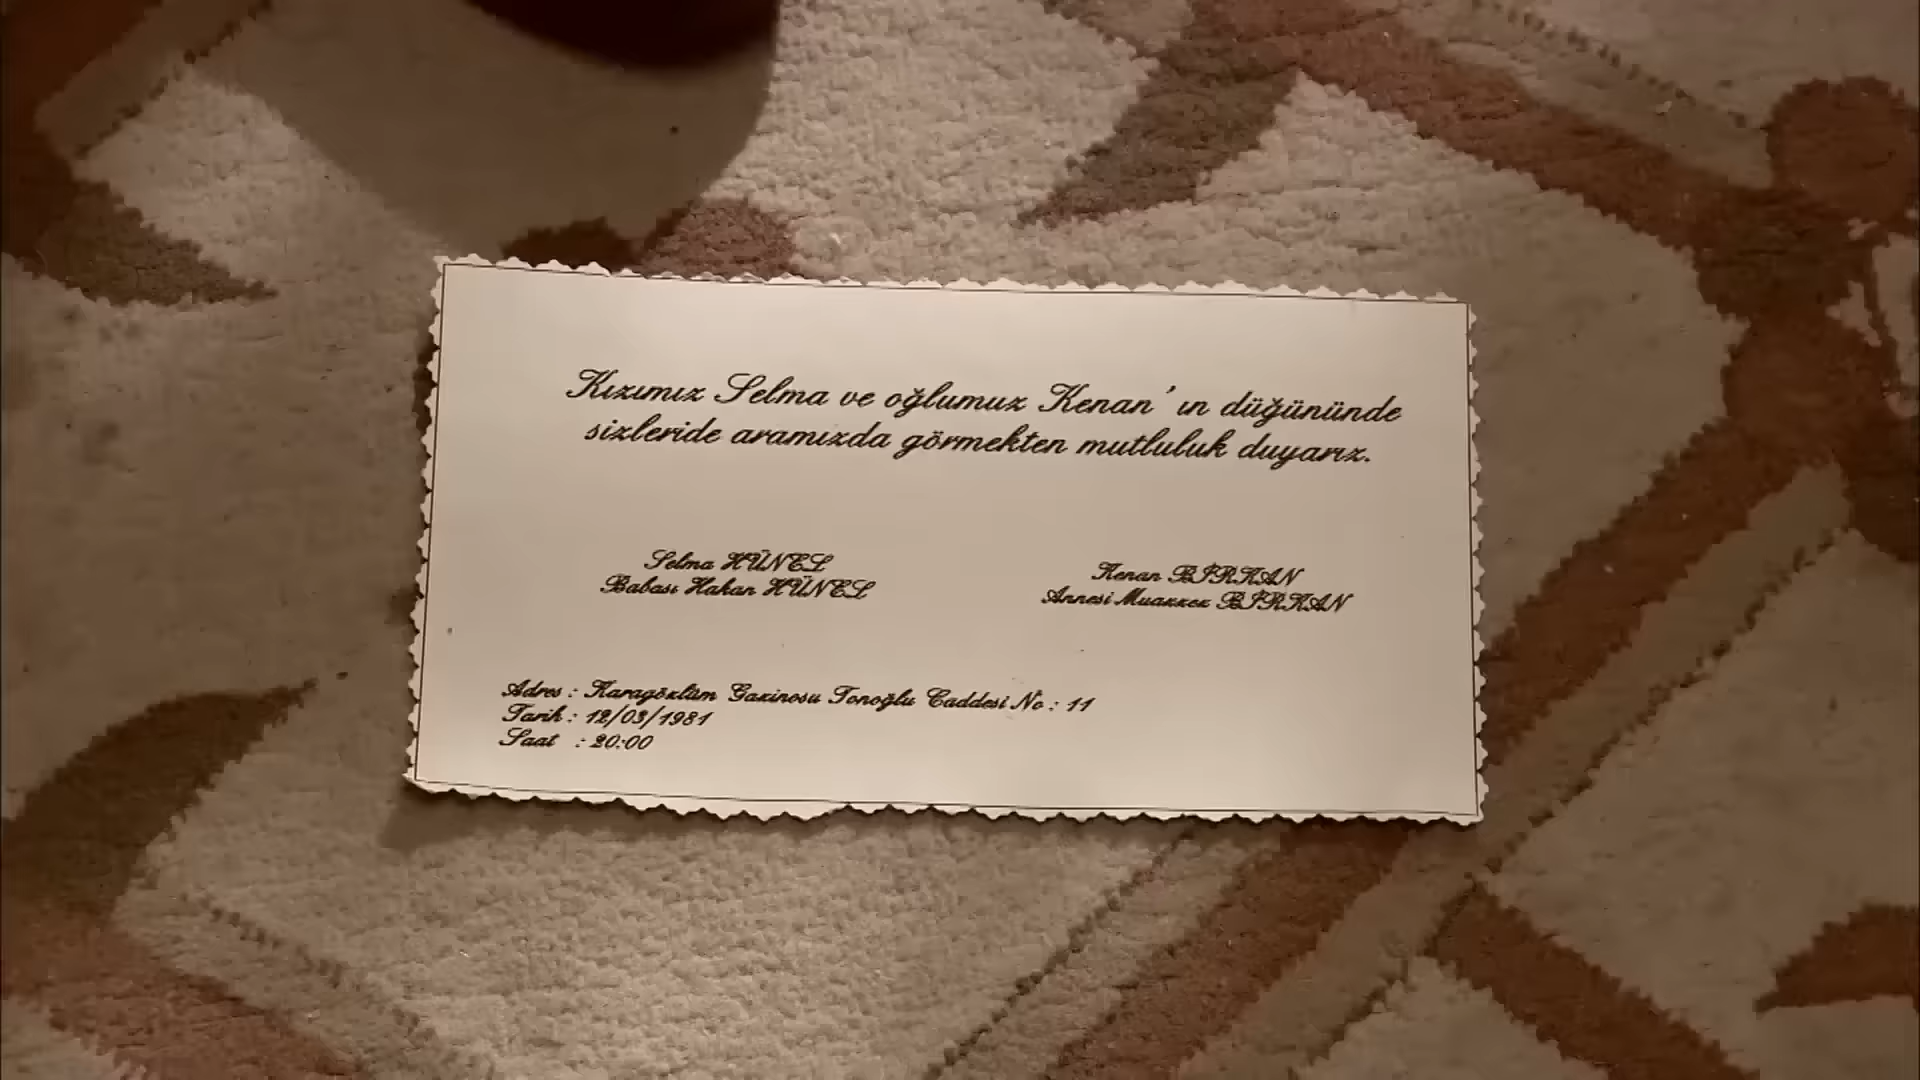 Kızımız Selma ve oğlumuz Kenan' ın düğününde
sizleride aramızda görmekten mutluluk duyarız.
Selma HÜNEL
Babası Hakan HÜNEL
Kenan BİRKAN
Annesi Muazzez BİRKAN
Adres : Karagözlüm Gazinosu Tonoğlu Caddesi No : 11
Tarih : 12/03/1981
Saat : 20:00